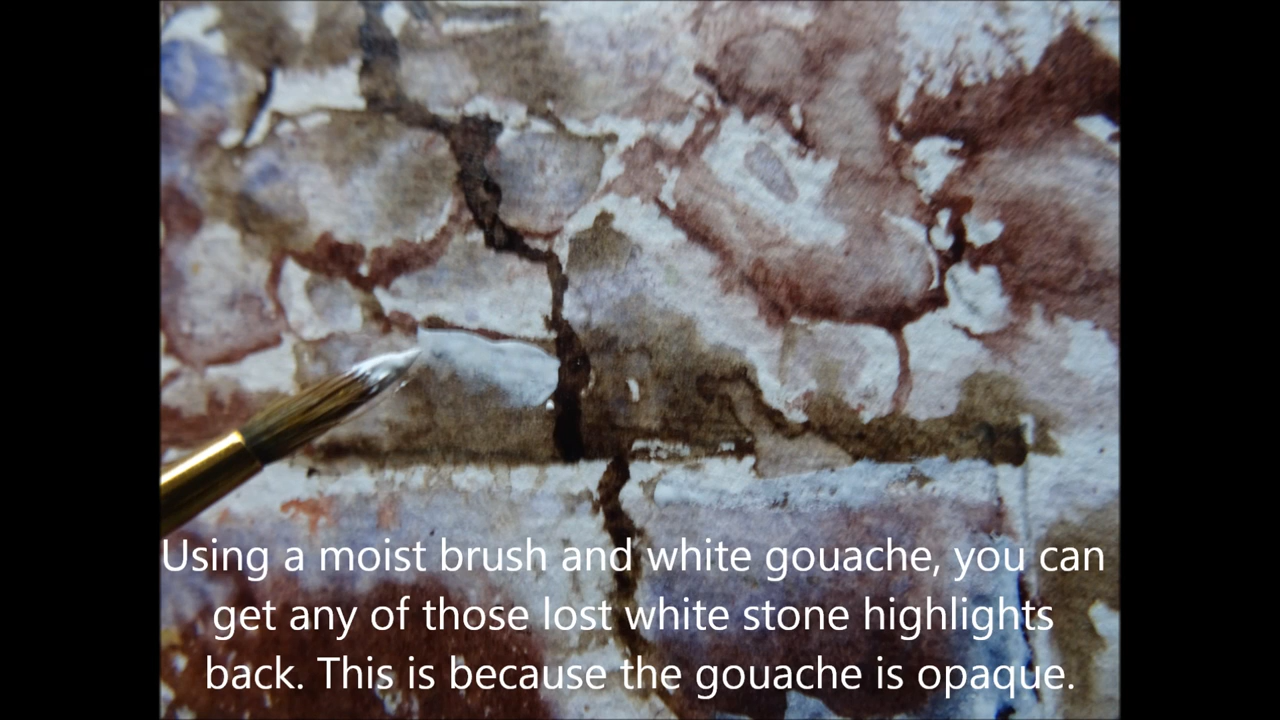 Using a moist brush and white gouache, you can
get any of those lost white stone highlights
back. This is because the gouache is opaque.